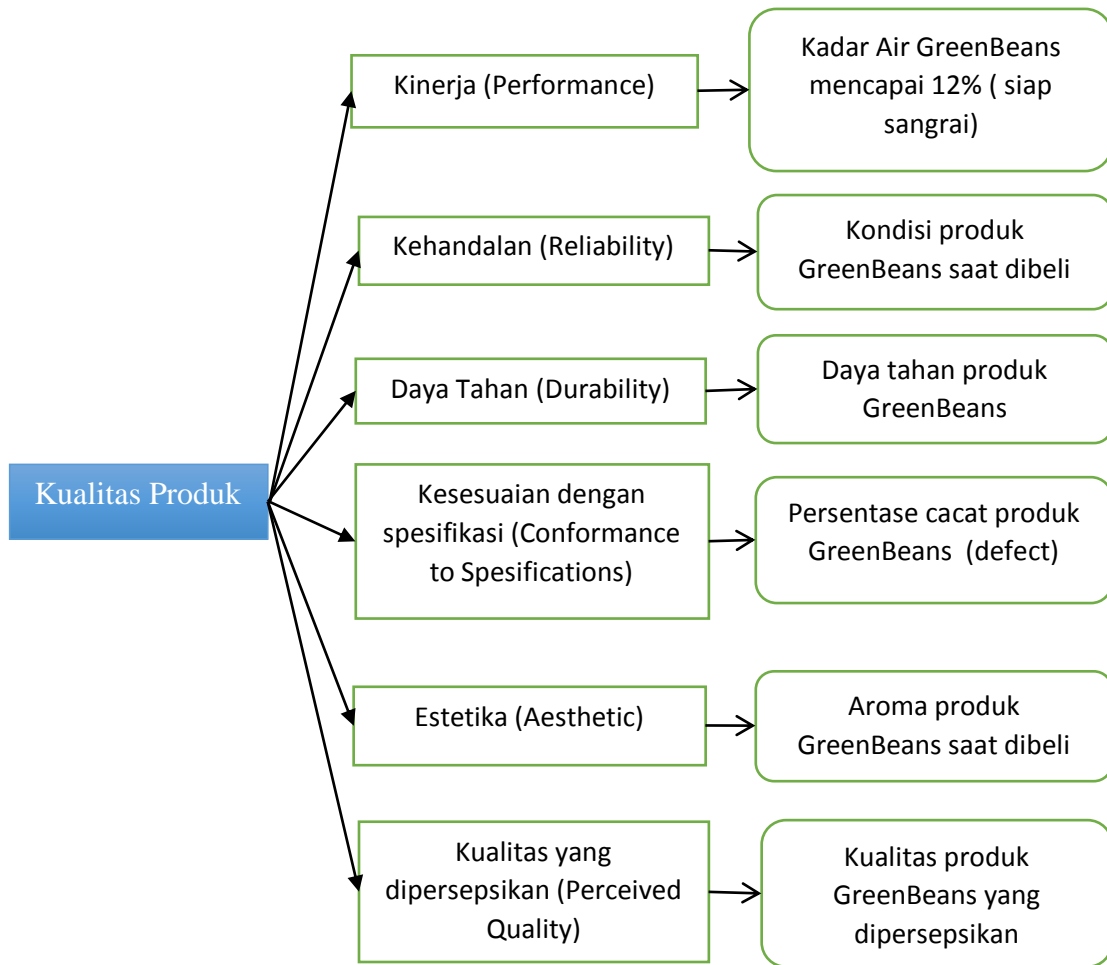 Kinerja (Performance)
Kadar Air GreenBeans
mencapai 12% ( siap
sangrai)
Kehandalan (Reliability)
Kondisi produk
GreenBeans saat dibeli
Daya Tahan (Durability)
Daya tahan produk
GreenBeans
Kualitas Produk
Kesesuaian dengan
spesifikasi (Conformance
to Spesifications)
Persentase cacat produk
GreenBeans (defect)
Estetika (Aesthetic)
Aroma produk
GreenBeans saat dibeli
Kualitas yang
dipersepsikan (Perceived
Quality)
Kualitas produk
GreenBeans yang
dipersepsikan